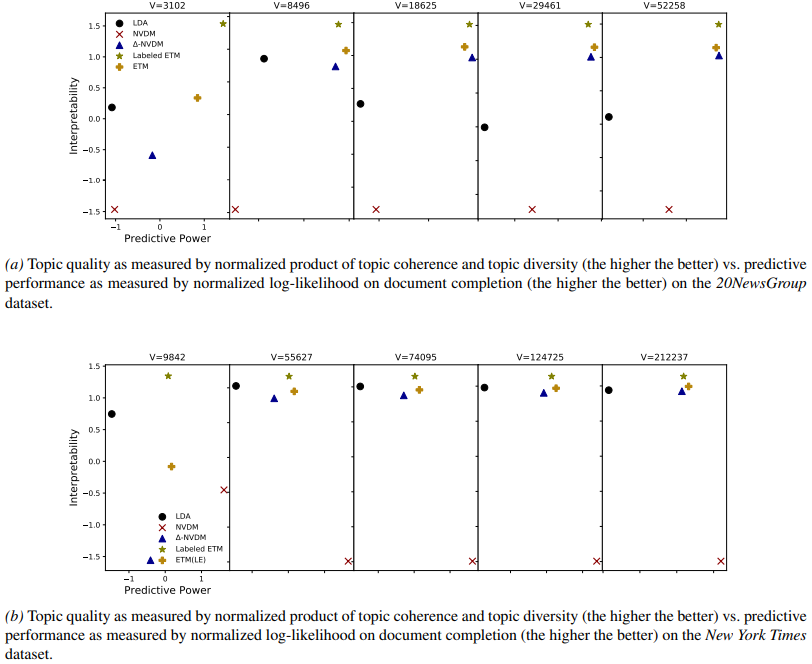 V=3102
V=8496
V=18625
V=29461
V=52258
Interpretability
1.5
1.0
0.5
0.0
−0.5
−1.0
−1.5
LDA
NVDM
Δ-NVDM
Labeled ETM
ETM
−1
0
1
Predictive Power
(a) Topic quality as measured by normalized product of topic coherence and topic diversity (the higher the better) vs. predictive
performance as measured by normalized log-likelihood on document completion (the higher the better) on the 20NewsGroup
dataset.
V=9842
V=55627
V=74095
V=124725
V=212237
Interpretability
1.5
1.0
0.5
0.0
−0.5
−1.0
−1.5
LDA
NVDM
Δ-NVDM
Labeled ETM
ETM(LE)
−1
0
1
Predictive Power
(b) Topic quality as measured by normalized product of topic coherence and topic diversity (the higher the better) vs. predictive
performance as measured by normalized log-likelihood on document completion (the higher the better) on the New York Times
dataset.